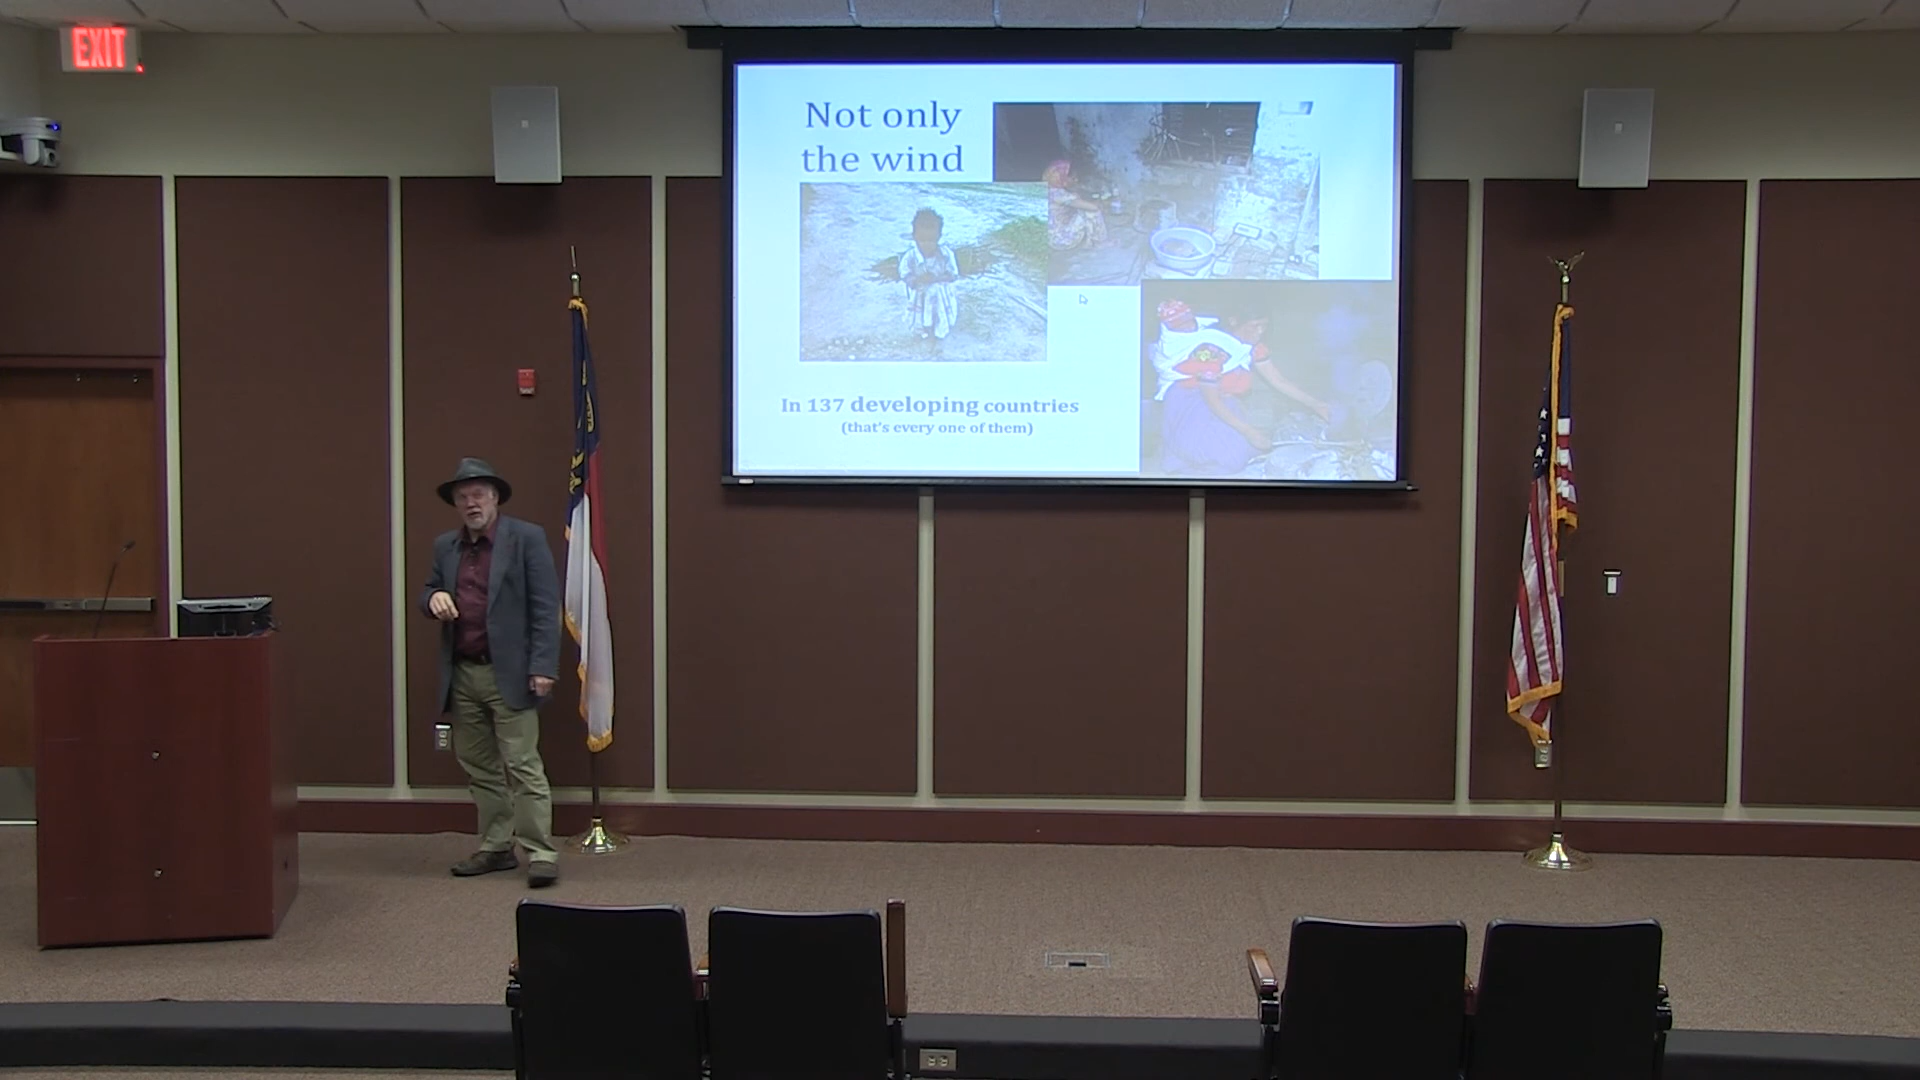 EXIT
Not only
the wind
In 137 developing countries
(that's every one of them)